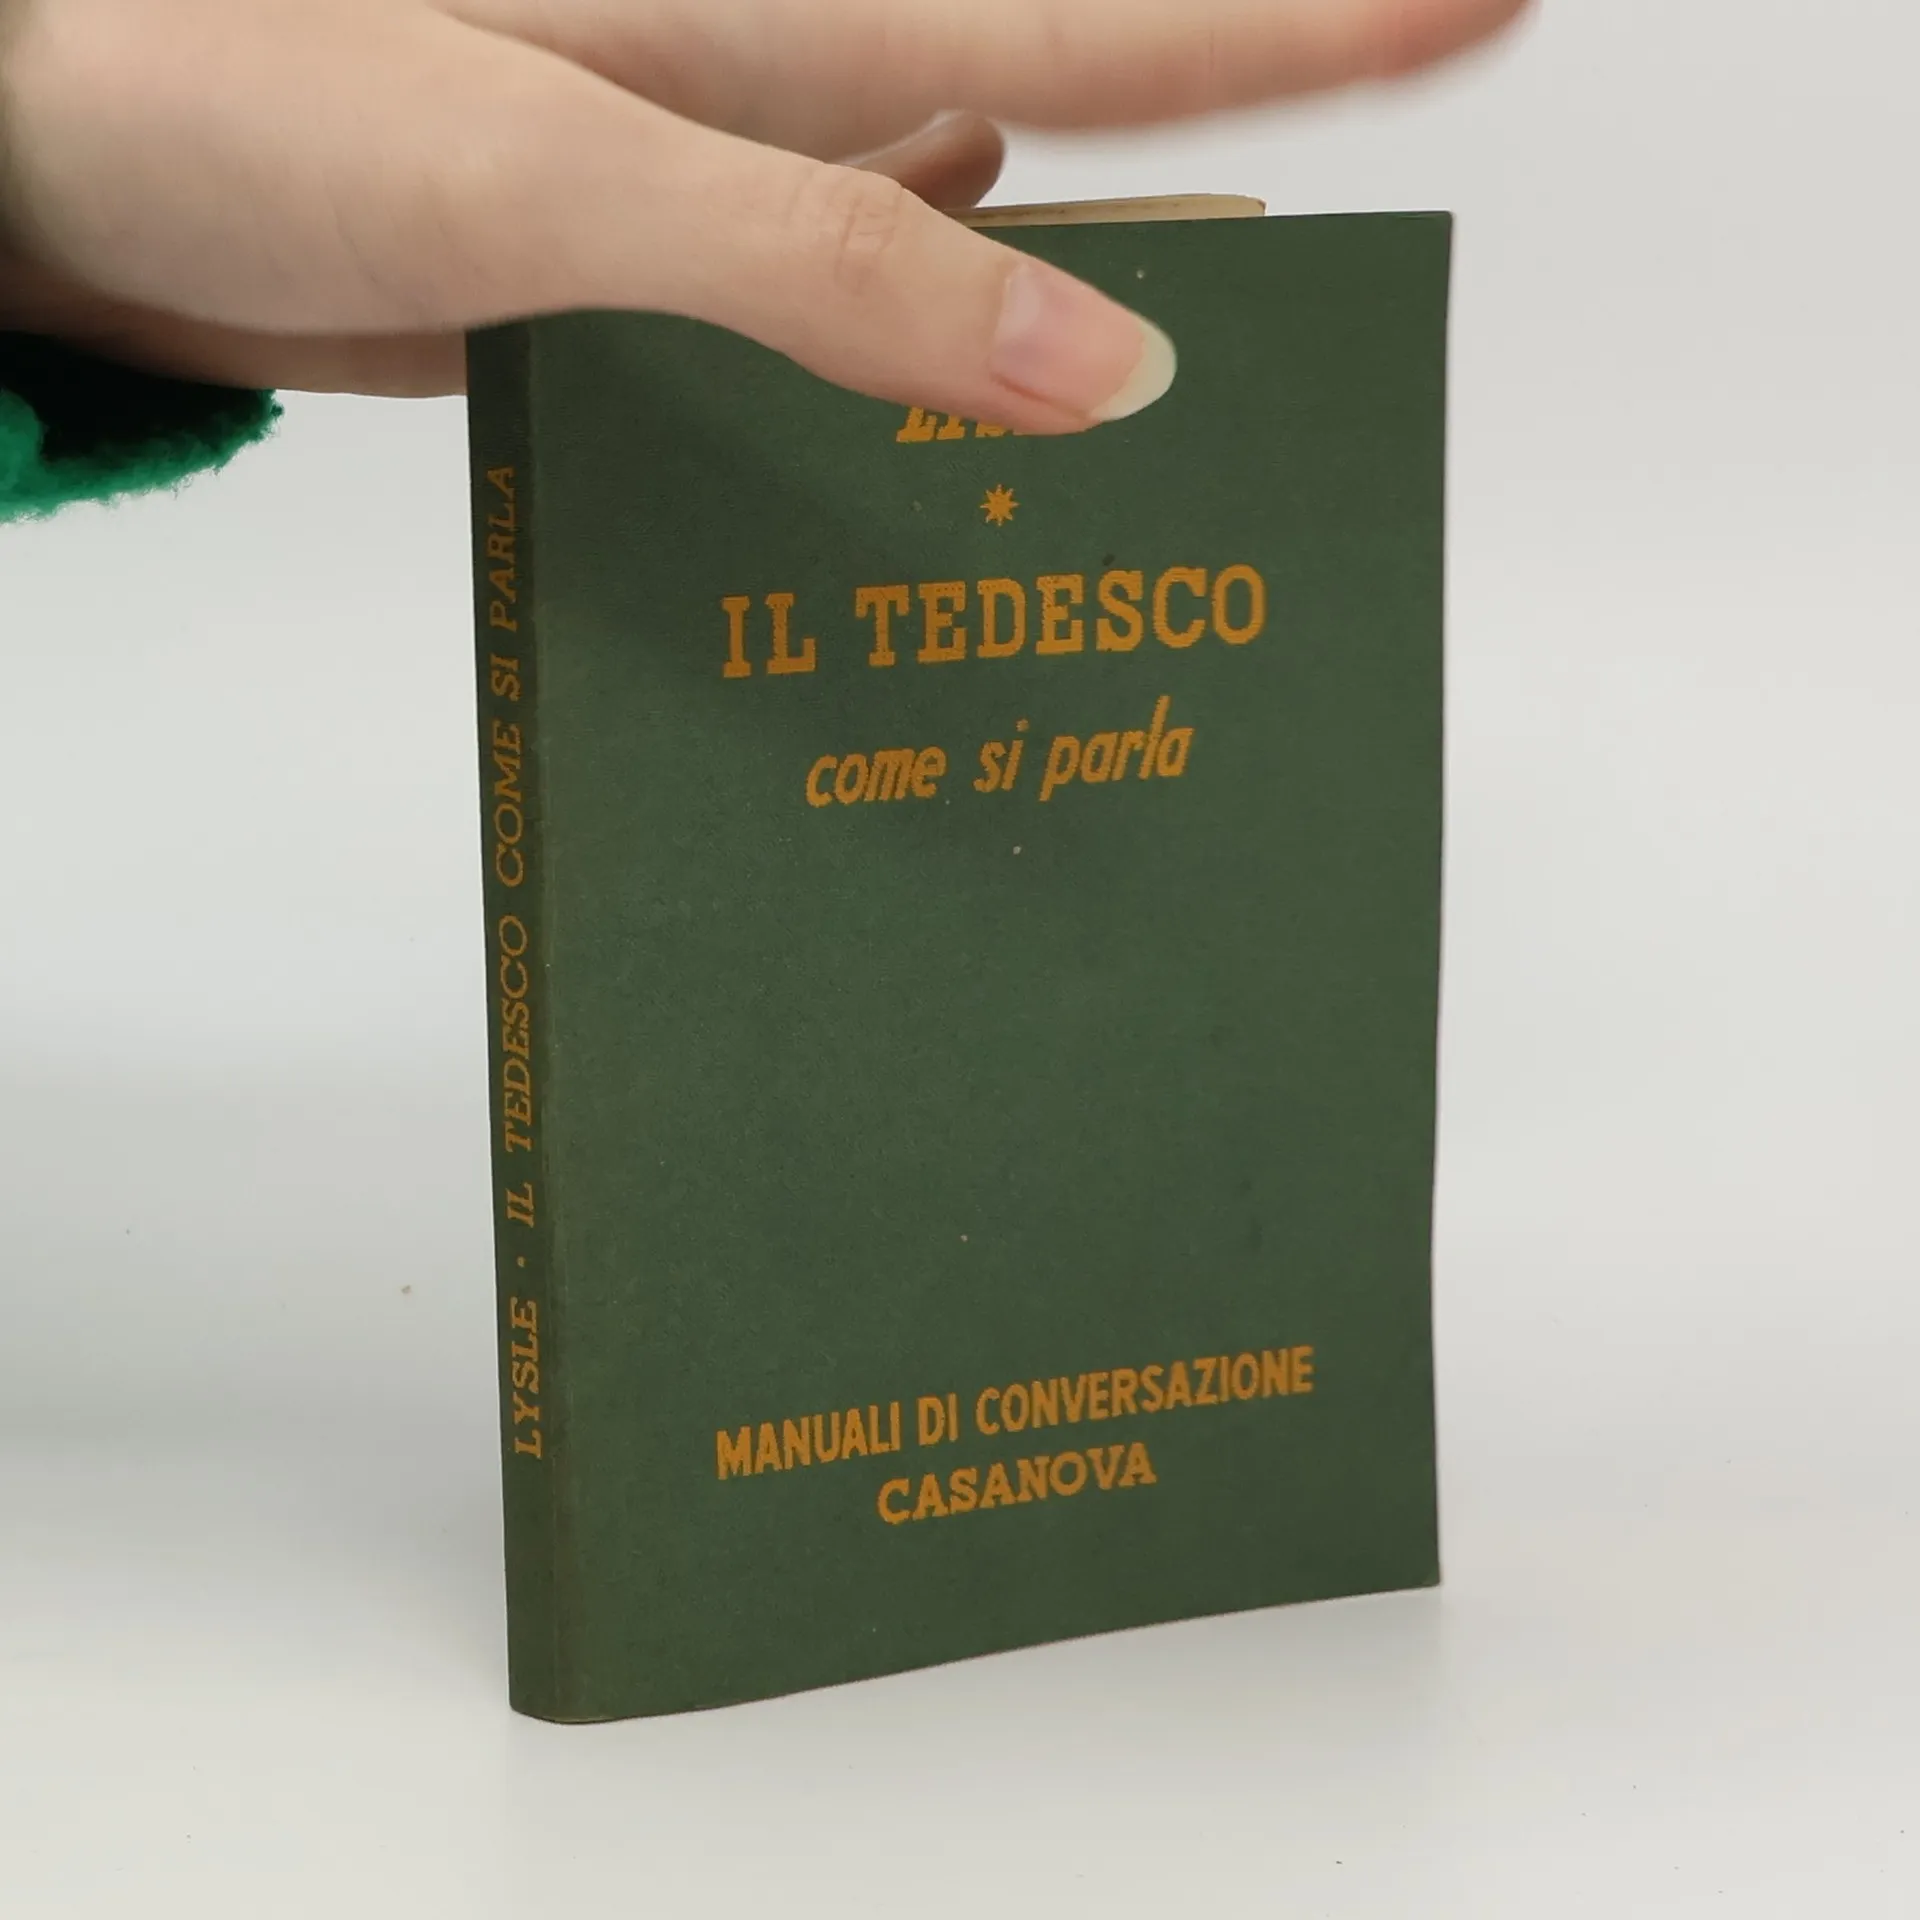 LYSLE · IL TEDESCO COME SI PARLA
IL TEDESCO
come si parla
MANUALI DI CONVERSAZIONE
CASANOVA